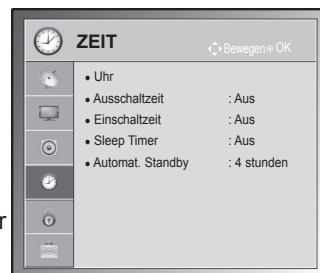 ZEIT
Bewegen OK
• Uhr
• Ausschaltzeit : Aus
• Einschaltzeit : Aus
• Sleep Timer : Aus
• Automat. Standby : 4 stunden
r